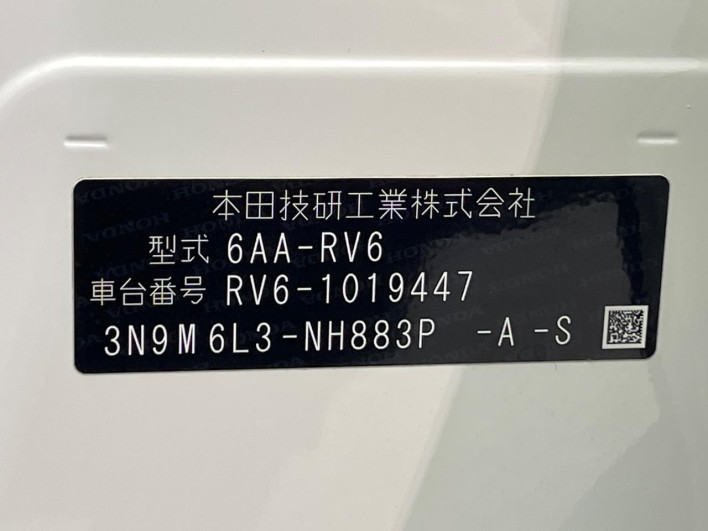 本田技研工業株式会社
型式 6AA-RV6
車台番号 RV6-1019447
3N9M6L3-NH883P -A -S